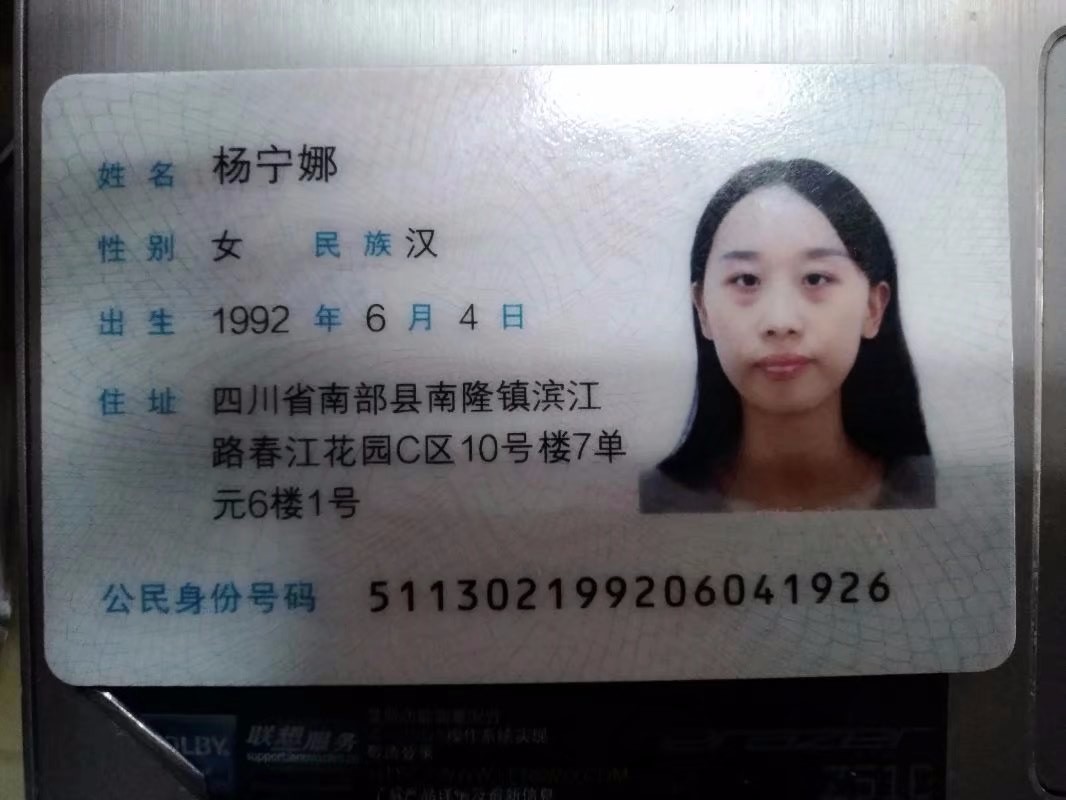 姓名 杨宁娜
性别 女 民族 汉
出生 1992 年 6 月 4 日
住址 四川省南部县南隆镇滨江
路春江花园C区10号楼7单
元6楼1号
公民身份号码 511302199206041926
联想服务